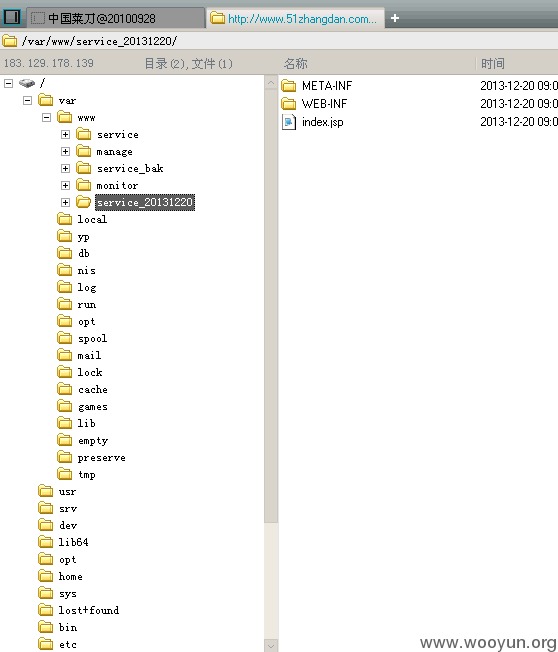 中国菜刀@20100928 http://www.51zhangdan.com... +
/var/www/service_20131220/
183.129.178.139 目录(2),文件(1) 名称 时间
/
var
www
service
manage
service_bak
monitor
service_20131220
local
yp
db
nis
log
run
opt
spool
mail
lock
cache
games
lib
empty
preserve
tmp
usr
srv
dev
lib64
opt
home
sys
lost+found
bin
etc
META-INF 2013-12-20 09:0
WEB-INF 2013-12-20 09:0
index.jsp 2013-12-20 09:0
www.wooyun.org